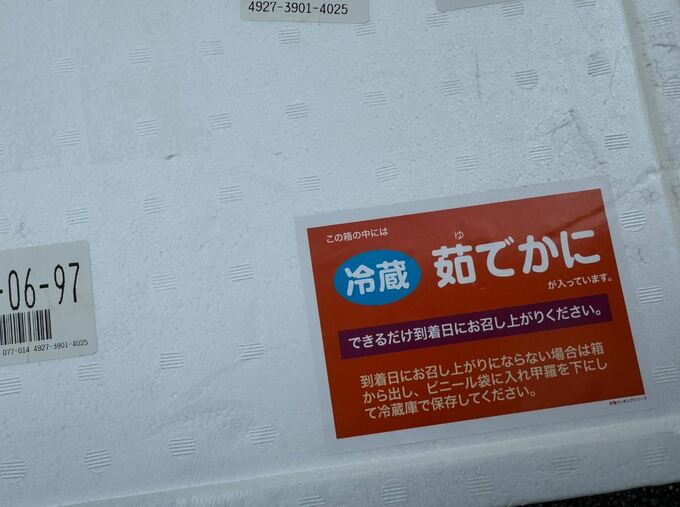 4927-3901-4025
-06-97
077-014 4927-3901-4025
この箱の中には
冷蔵
ゆ
茹でかに
が入っています。
できるだけ到着日にお召し上がりください。
到着日にお召し上がりにならない場合は箱
から出し、ビニール袋に入れ甲羅を下にし
て冷蔵庫で保存してください。